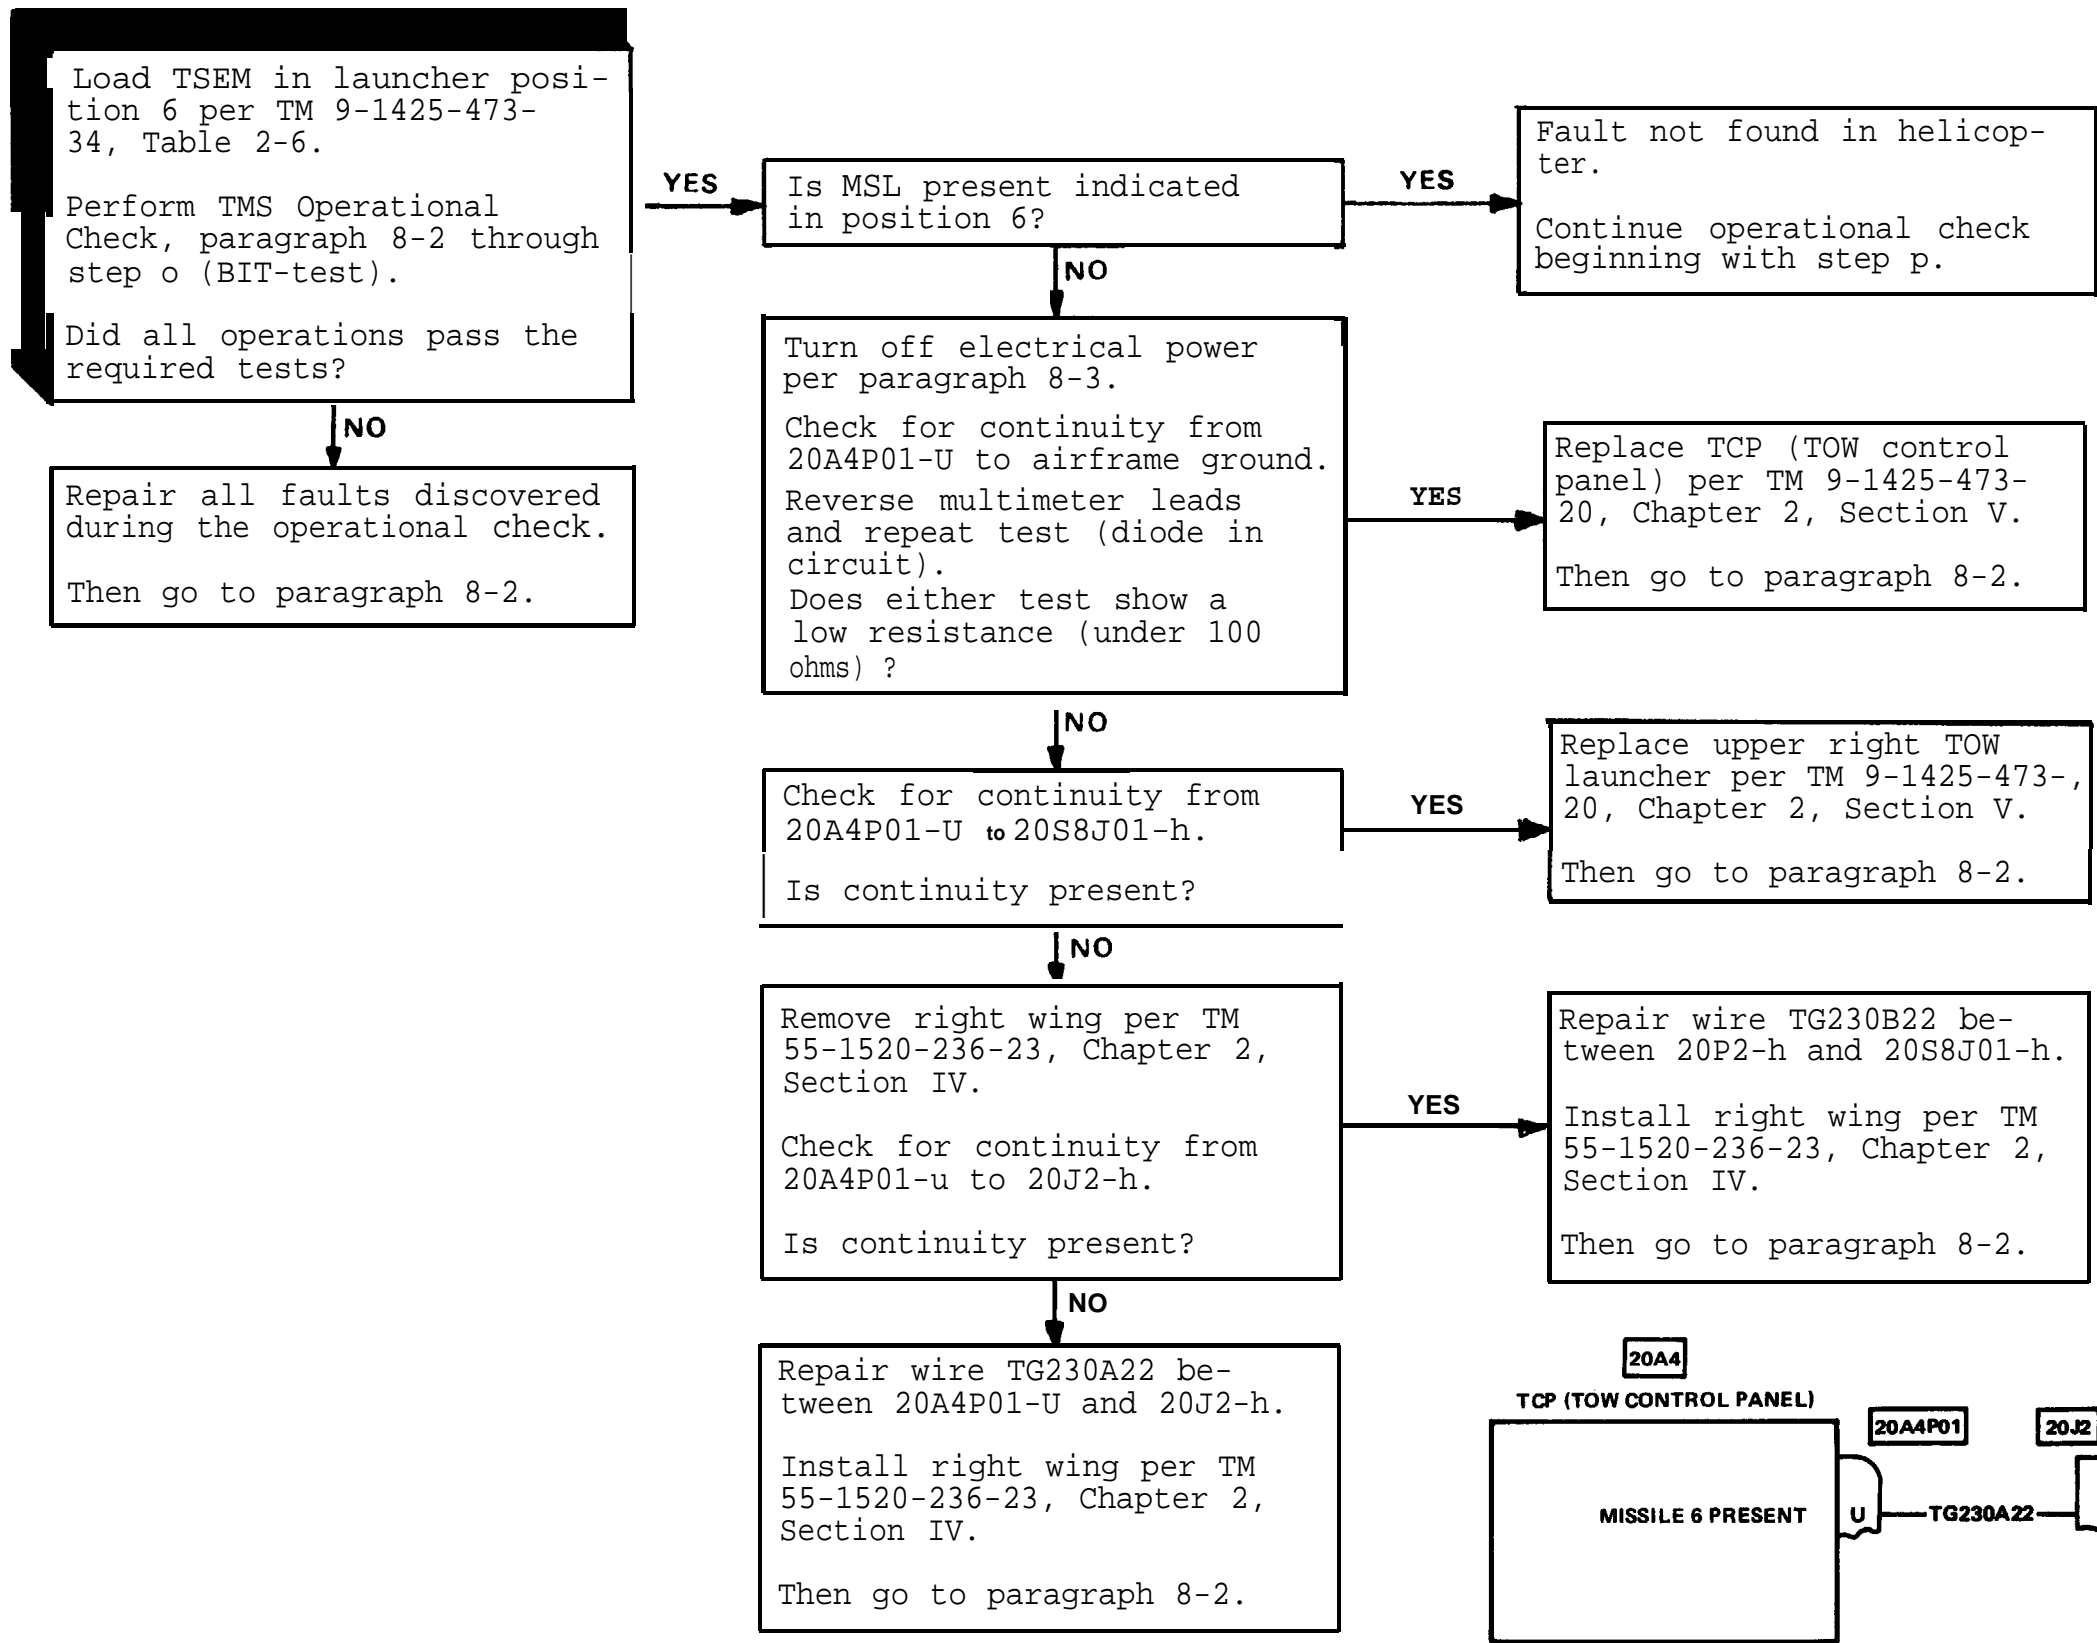 Load TSEM in launcher posi-
tion 6 per TM 9-1425-473-
34, Table 2-6.
Perform TMS Operational
Check, paragraph 8-2 through
step o (BIT-test).
Did all operations pass the
required tests?
NO
Repair all faults discovered
during the operational check.
Then go to paragraph 8-2.
YES
Is MSL present indicated
in position 6?
YES
Fault not found in helicop-
ter.
Continue operational check
beginning with step p.
NO
Turn off electrical power
per paragraph 8-3.
Check for continuity from
20A4P01-U to airframe ground.
Reverse multimeter leads
and repeat test (diode in
circuit).
Does either test show a
low resistance (under 100
ohms) ?
YES
Replace TCP (TOW control
panel) per TM 9-1425-473-
20, Chapter 2, Section V.
Then go to paragraph 8-2.
NO
Check for continuity from
20A4P01-U to 20S8J01-h.
Is continuity present?
YES
Replace upper right TOW
launcher per TM 9-1425-473-,
20, Chapter 2, Section V.
Then go to paragraph 8-2.
NO
Remove right wing per TM
55-1520-236-23, Chapter 2,
Section IV.
Check for continuity from
20A4P01-u to 20J2-h.
Is continuity present?
YES
Repair wire TG230B22 be-
tween 20P2-h and 20S8J01-h.
Install right wing per TM
55-1520-236-23, Chapter 2,
Section IV.
Then go to paragraph 8-2.
NO
Repair wire TG230A22 be-
tween 20A4P01-U and 20J2-h.
Install right wing per TM
55-1520-236-23, Chapter 2,
Section IV.
Then go to paragraph 8-2.
20A4
TCP (TOW CONTROL PANEL)
20A4P01
20J2
MISSILE 6 PRESENT
U
TG230A22